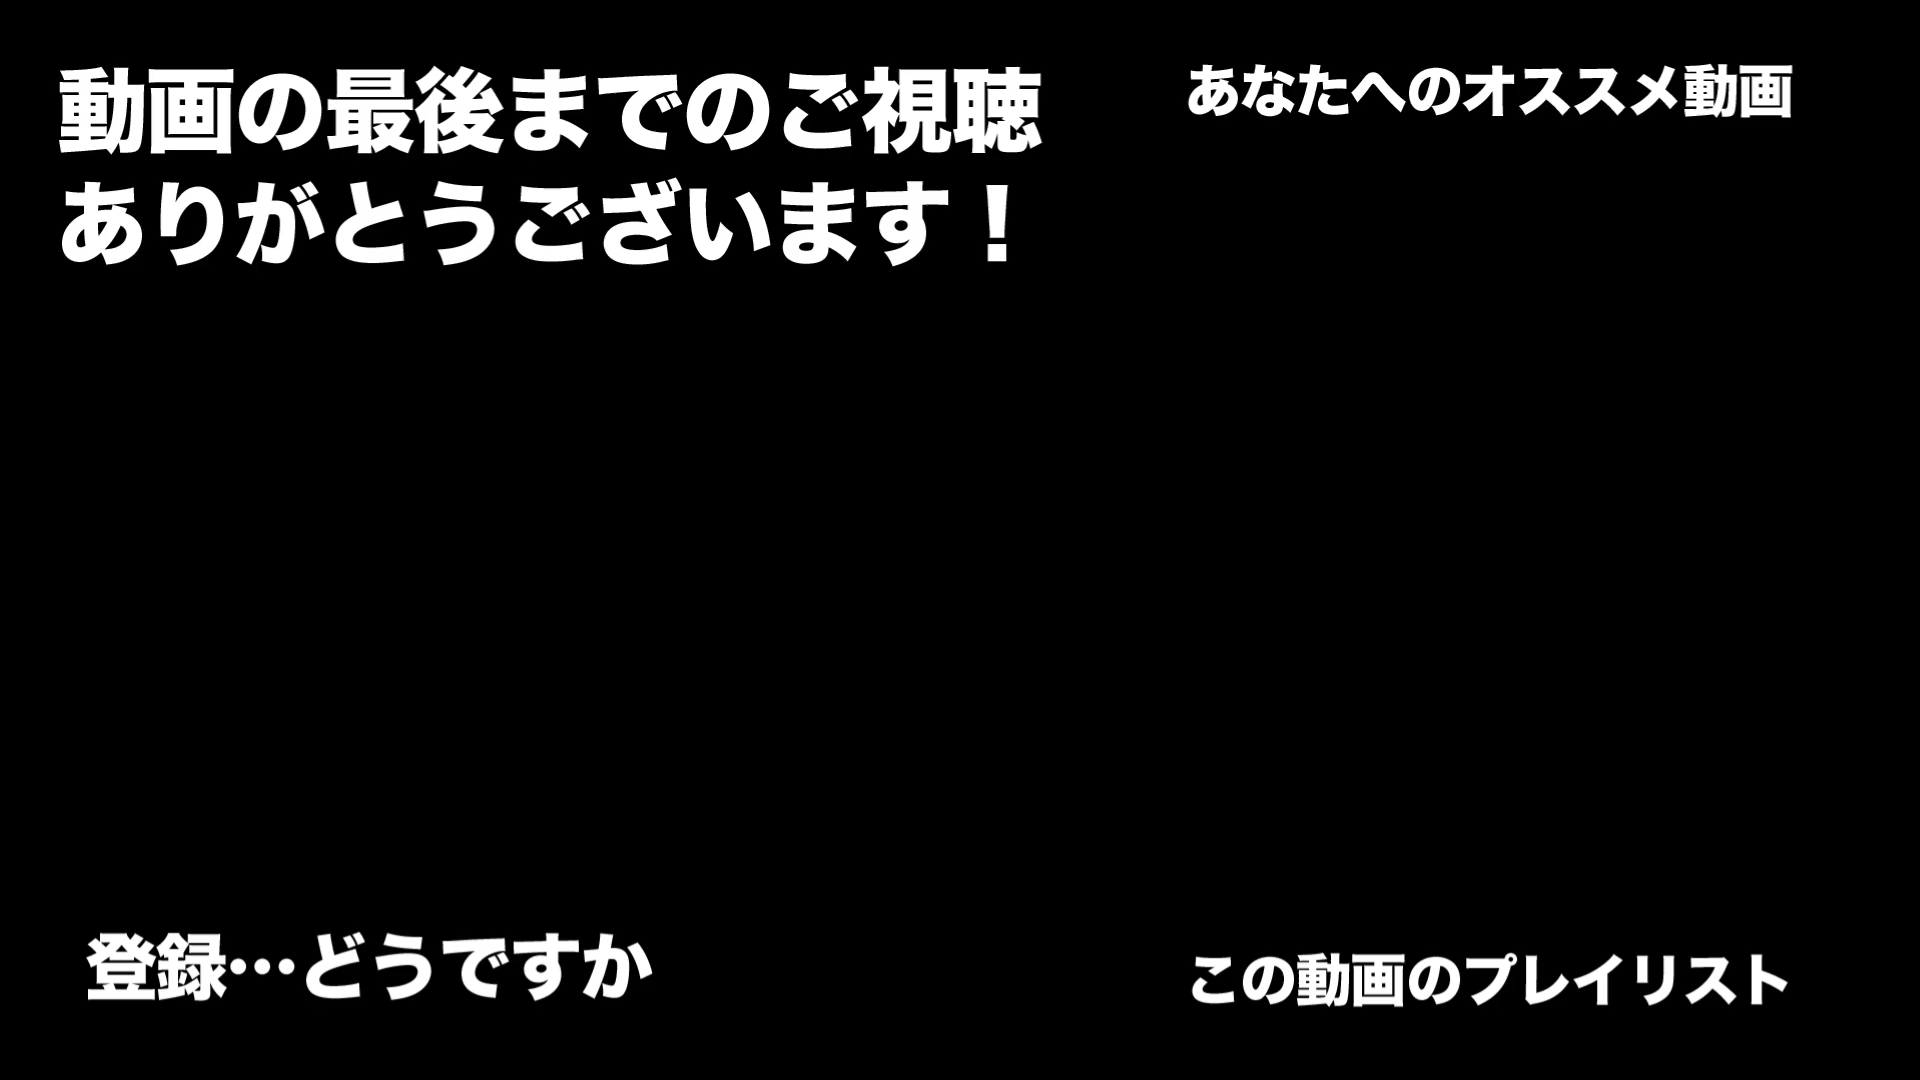 動画の最後までのご視聴
ありがとうございます！
あなたへのオススメ動画
登録…どうですか
この動画のプレイリスト